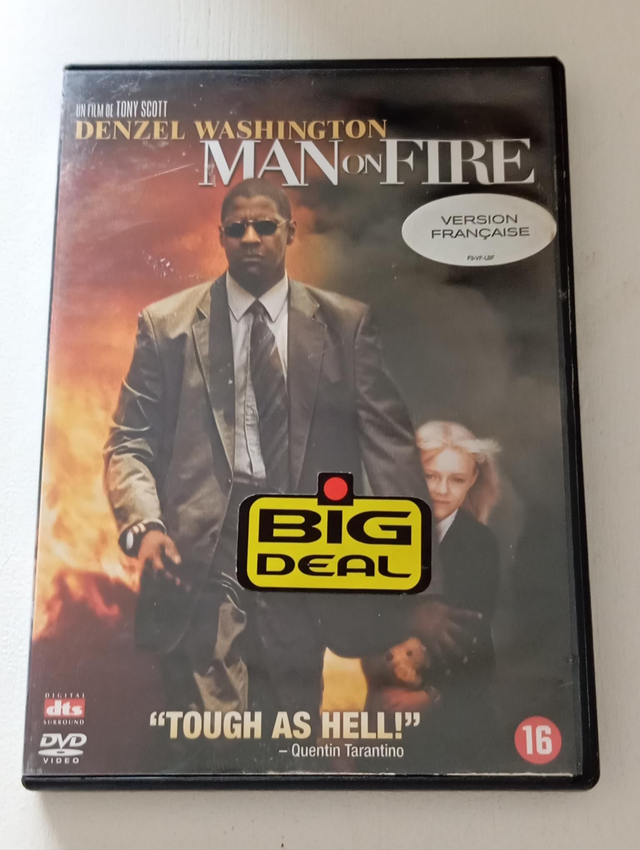 UN FILM DE TONY SCOTT
DENZEL WASHINGTON
MAN ON FIRE
VERSION
FRANÇAISE
BIG
DEAL
"TOUGH AS HELL!"
– Quentin Tarantino
DIGITAL
dts
SURROUND
DVD
VIDEO
16